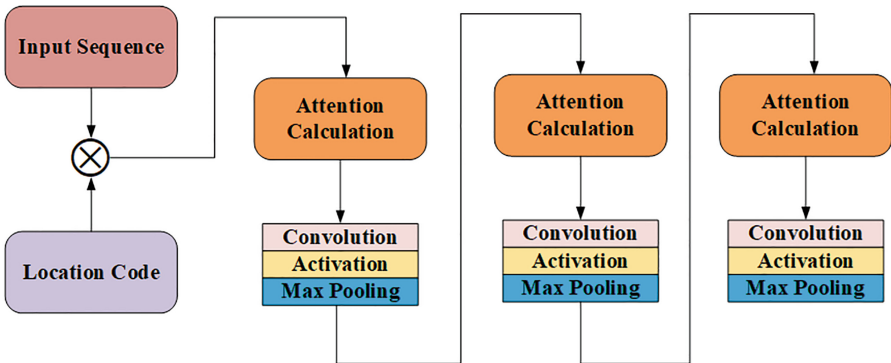 Input Sequence
Location Code
Attention
Calculation
Convolution
Activation
Max Pooling
Attention
Calculation
Convolution
Activation
Max Pooling
Attention
Calculation
Convolution
Activation
Max Pooling